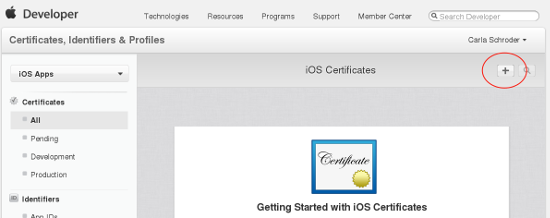 Developer
Technologies Resources Programs Support Member Center Search Developer
Certificates, Identifiers & Profiles Carla Schroder
iOS Apps iOS Certificates
Certificates
All
Pending
Development
Production
Certificate
Getting Started with iOS Certificates
Identifiers
App IDs